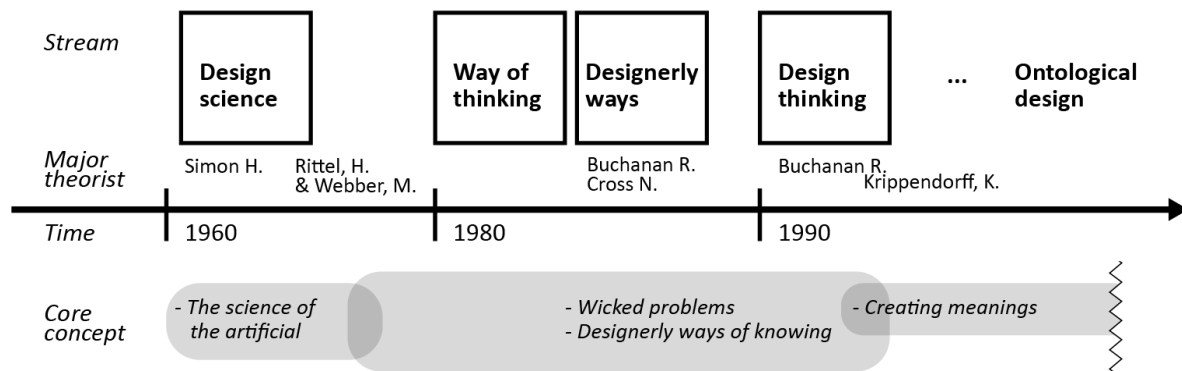 Stream
Design
science
Way of
thinking
Designerly
ways
Design
thinking
...
Ontological
design
Major
theorist
Simon H.
Rittel, H.
& Webber, M.
Buchanan R.
Cross N.
Buchanan R.
Krippendorff, K.
Time
1960
1980
1990
Core
concept
- The science of
the artificial
- Wicked problems
- Designerly ways of knowing
- Creating meanings